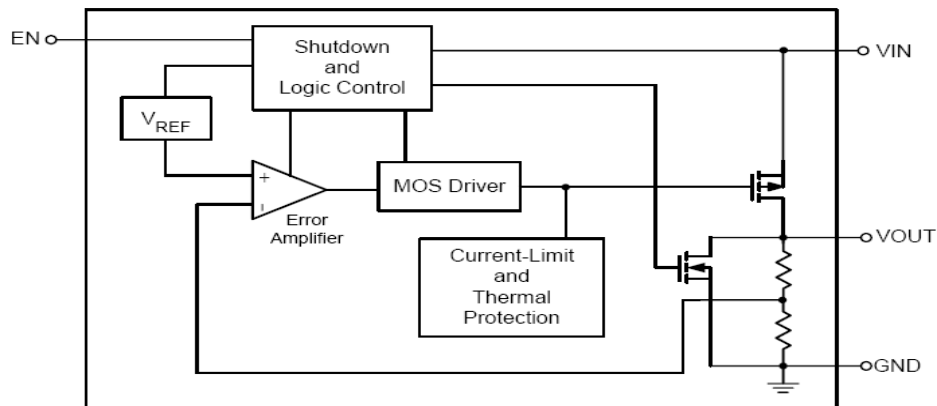 EN
Shutdown
and
Logic Control
VIN
VREF
+
-
Error
Amplifier
MOS Driver
Current-Limit
and
Thermal
Protection
VOUT
GND